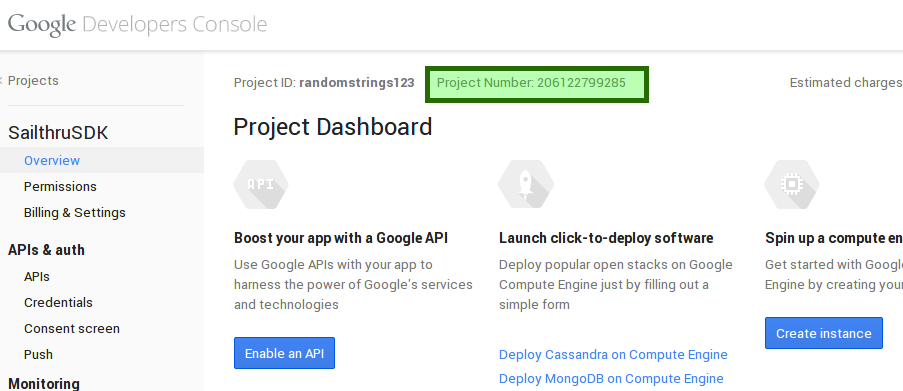 Google Developers Console
Projects
Project ID: randomstrings123 Project Number: 206122799285 Estimated charges
Project Dashboard
SailthruSDK
Overview
Permissions
Billing & Settings
APIs & auth
APIs
Credentials
Consent screen
Push
Monitoring
API
Boost your app with a Google API
Use Google APIs with your app to
harness the power of Google's services
and technologies
Enable an API
Launch click-to-deploy software
Deploy popular open stacks on Google
Compute Engine just by filling out a
simple form
Deploy Cassandra on Compute Engine
Deploy MongoDB on Compute Engine
Spin up a compute en
Get started with Googl
Engine by creating your
Create instance